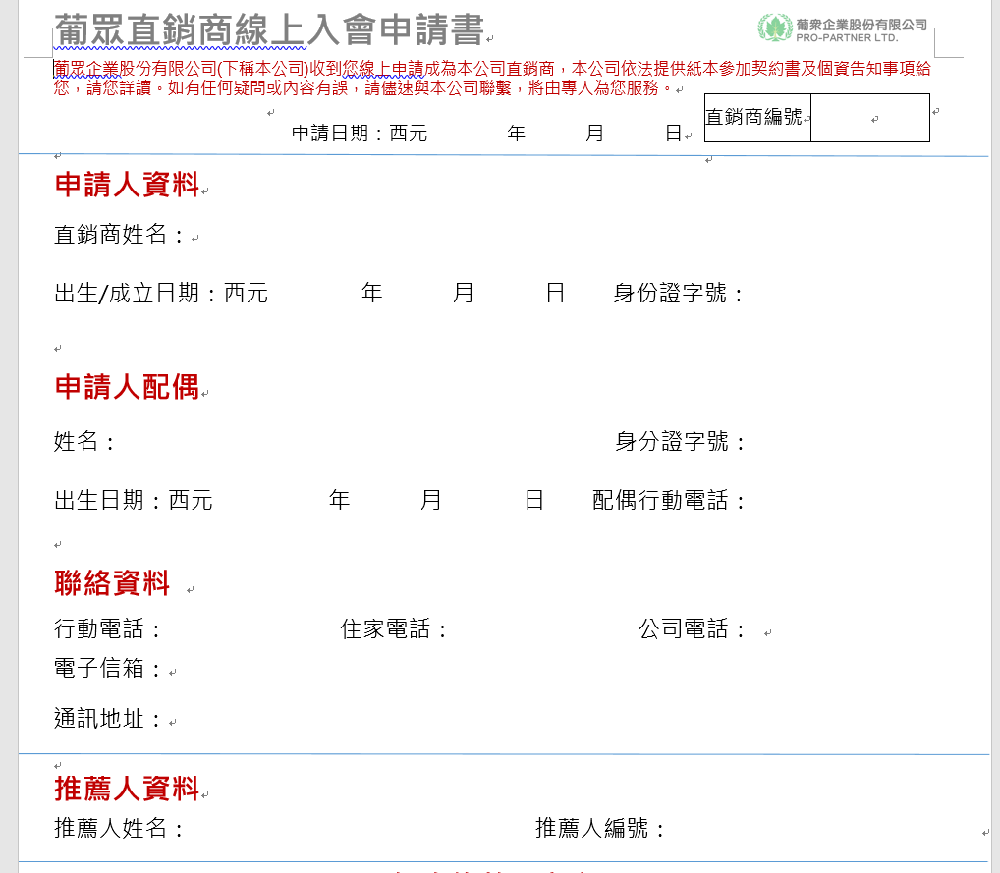 葡眾直銷商線上入會申請書
葡衆企業股份有限公司
PRO-PARTNER LTD.
葡眾企業股份有限公司(下稱本公司)收到您線上申請成為本公司直銷商，本公司依法提供紙本參加契約書及個資告知事項給
您，請您詳讀。如有任何疑問或內容有誤，請儘速與本公司聯繫，將由專人為您服務。
直銷商編號
申請日期：西元 年 月 日
申請人資料
直銷商姓名：
出生/成立日期：西元 年 月 日 身份證字號：
申請人配偶
姓名： 身分證字號：
出生日期：西元 年 月 日 配偶行動電話：
聯絡資料
行動電話： 住家電話： 公司電話：
電子信箱：
通訊地址：
推薦人資料
推薦人姓名： 推薦人編號：